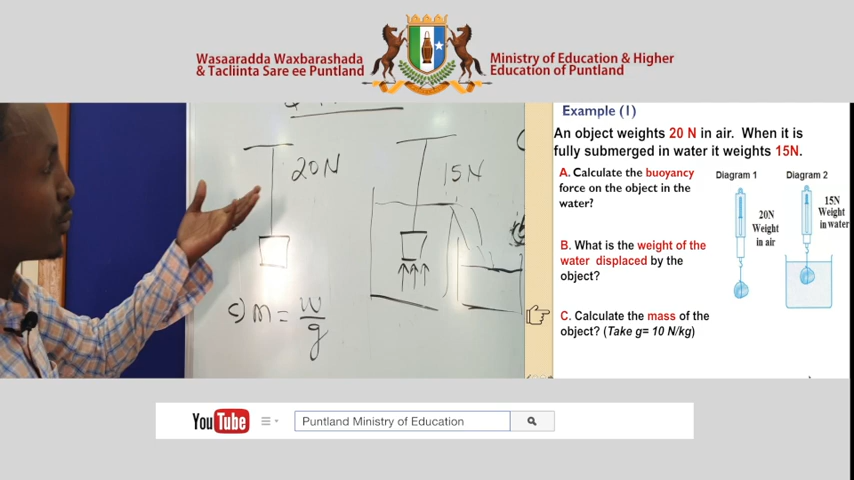 Wasaaradda Waxbarashada
& Tacliinta Sare ee Puntland
Ministry of Education & Higher
Education of Puntland
20N
15N
c) m = w/g
Example (1)
An object weights 20 N in air. When it is
fully submerged in water it weights 15N.
A. Calculate the buoyancy
force on the object in the
water?
B. What is the weight of the
water displaced by the
object?
C. Calculate the mass of the
object? (Take g= 10 N/kg)
Diagram 1
20N
Weight
in air
Diagram 2
15N
Weight
in water
YouTube
Puntland Ministry of Education